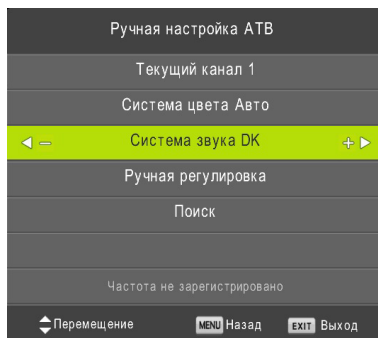 Ручная настройка АТВ
Текущий канал 1
Система цвета Авто
Система звука DK
Ручная регулировка
Поиск
Частота не зарегистрировано
Перемещение MENU Назад EXIT Выход